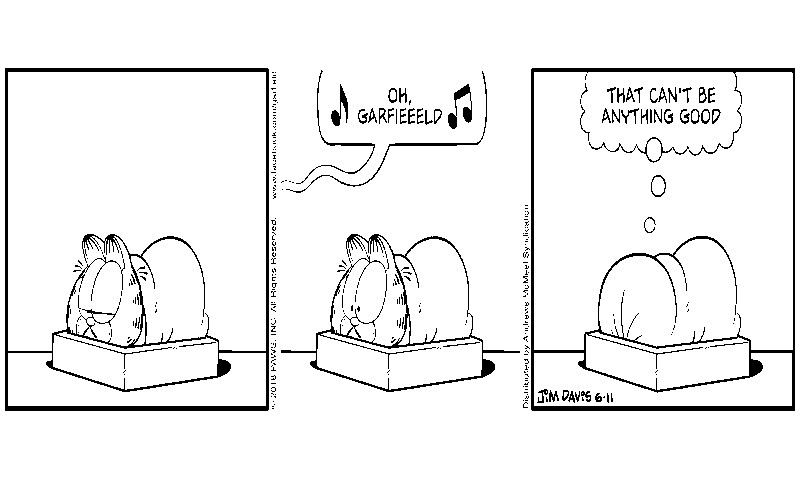 OH,
GARFIEEELD
THAT CAN'T BE
ANYTHING GOOD
© 2018 PAWS, INC. All Rights Reserved.
Distributed by Andrews McMeel Syndication
JIM DAVIS 6·11